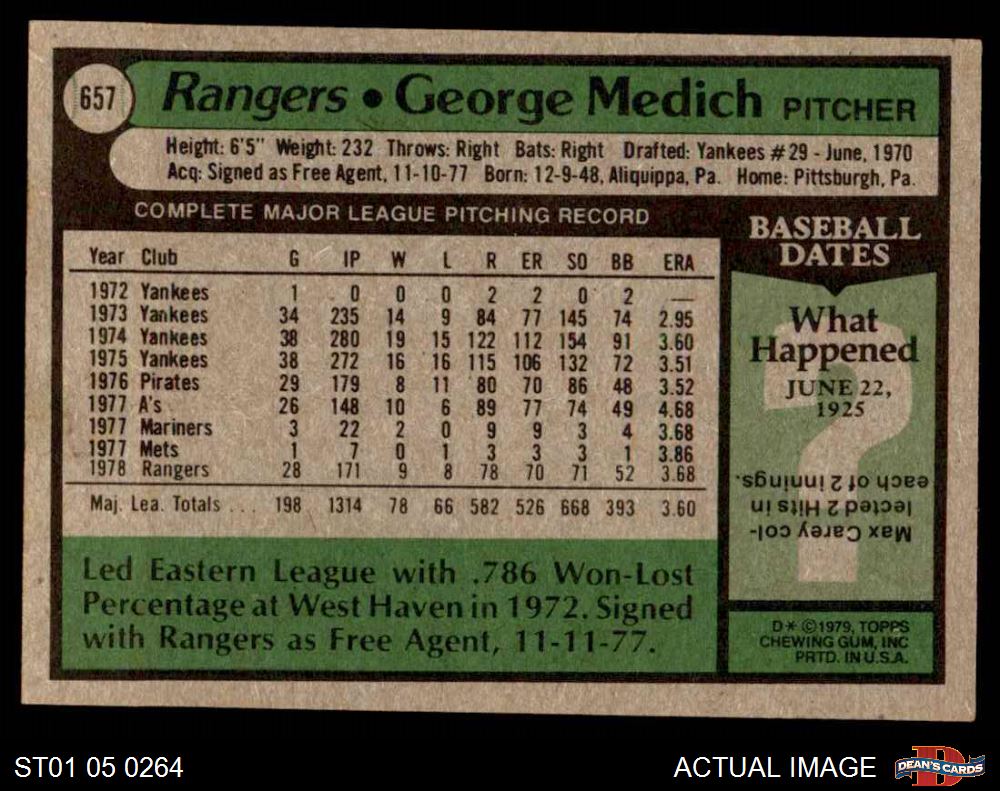 657
Rangers • George Medich PITCHER
Height: 6'5" Weight: 232 Throws: Right Bats: Right Drafted: Yankees #29 - June, 1970
Acq: Signed as Free Agent, 11-10-77 Born: 12-9-48, Aliquippa, Pa. Home: Pittsburgh, Pa.
COMPLETE MAJOR LEAGUE PITCHING RECORD
Year Club G IP W L R ER SO BB ERA
1972 Yankees 1 0 0 0 2 2 0 2 —
1973 Yankees 34 235 14 9 84 77 145 74 2.95
1974 Yankees 38 280 19 15 122 112 154 91 3.60
1975 Yankees 38 272 16 16 115 106 132 72 3.51
1976 Pirates 29 179 8 11 80 70 86 48 3.52
1977 A's 26 148 10 6 89 77 74 49 4.68
1977 Mariners 3 22 2 0 9 9 3 4 3.68
1977 Mets 1 7 0 1 3 3 3 1 3.86
1978 Rangers 28 171 9 8 78 70 71 52 3.68
Maj. Lea. Totals ... 198 1314 78 66 582 526 668 393 3.60
Led Eastern League with .786 Won-Lost
Percentage at West Haven in 1972. Signed
with Rangers as Free Agent, 11-11-77.
BASEBALL
DATES
What
Happened
JUNE 22,
1925
?
Max Carey col-
lected 2 Hits in
each of 2 innings.
D* ©1979, TOPPS
CHEWING GUM, INC
PRTD. IN U.S.A.
ST01 05 0264
ACTUAL IMAGE
D
DEAN'S CARDS